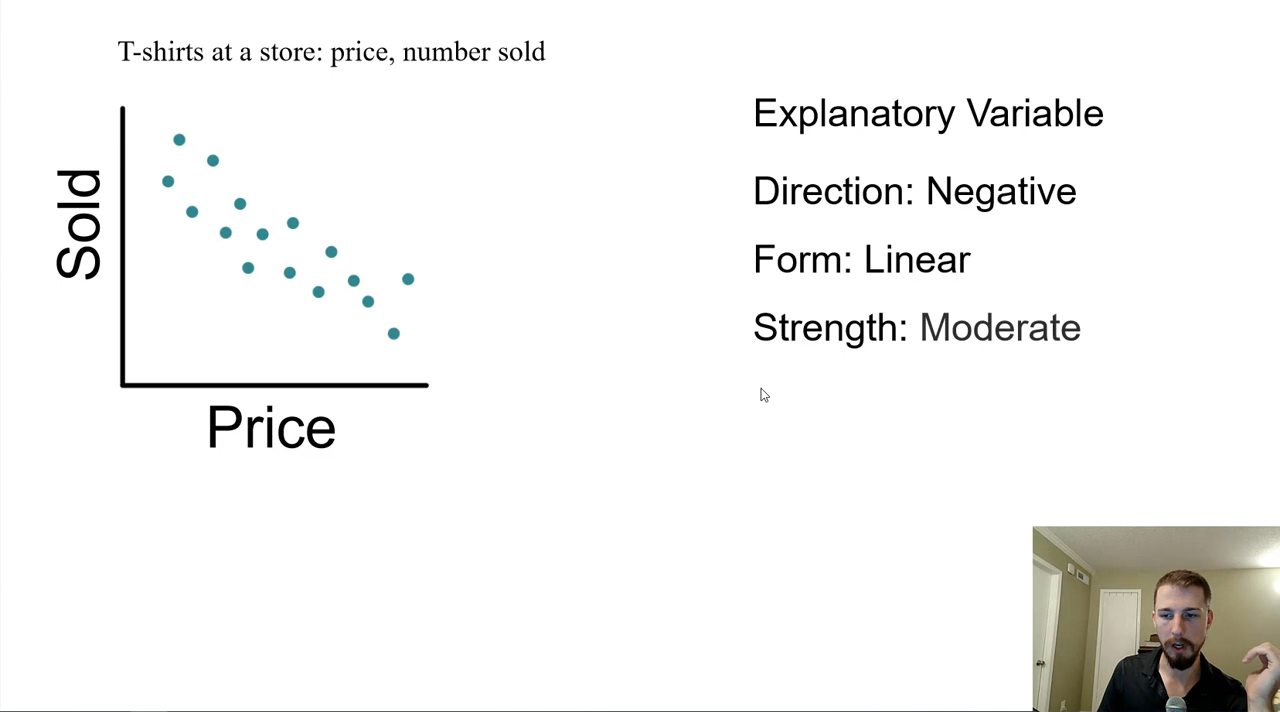 T-shirts at a store: price, number sold
Sold
Price
Explanatory Variable
Direction: Negative
Form: Linear
Strength: Moderate